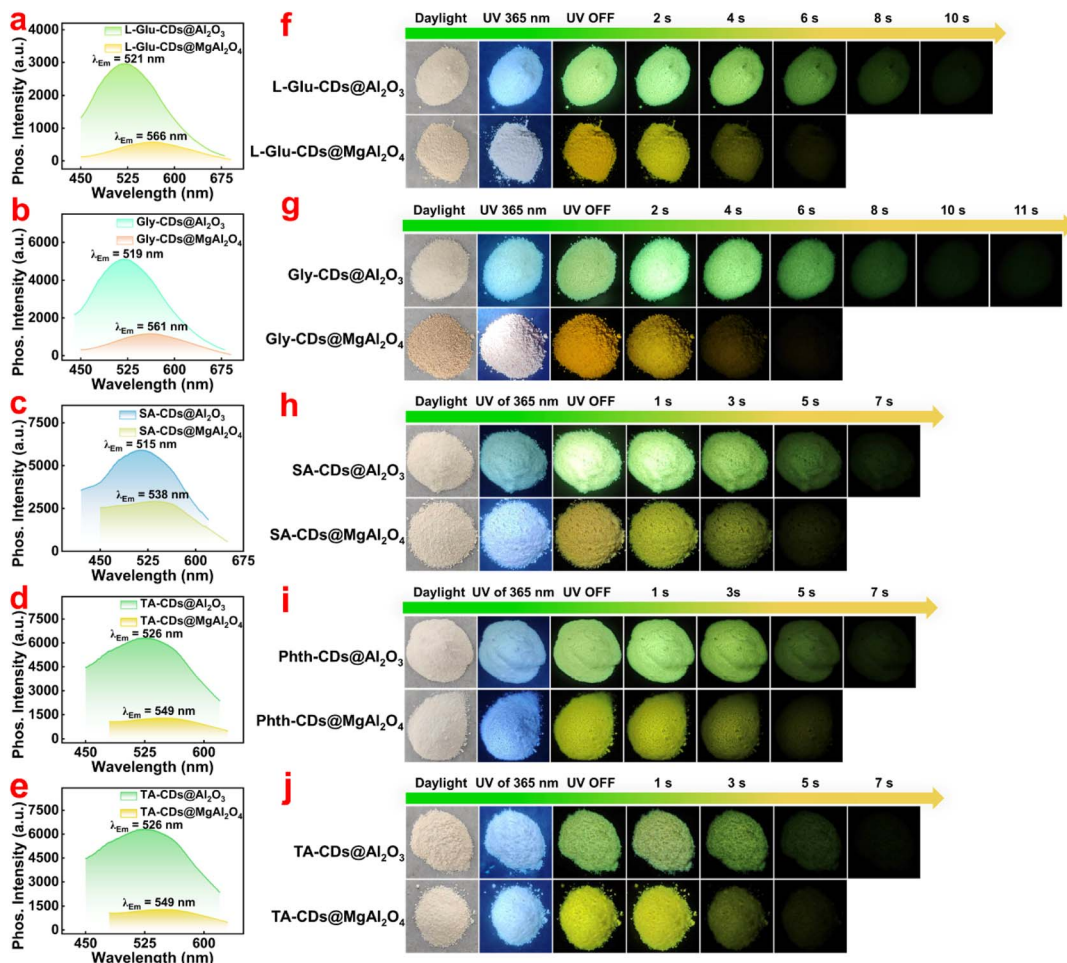 a
4000
3000
2000
1000
0
Phos. Intensity (a.u.)
L-Glu-CDs@Al₂O₃
L-Glu-CDs@MgAl₂O₄
λEm = 521 nm
λEm = 566 nm
450 525 600 675
Wavelength (nm)
b
6000
4000
2000
0
Phos. Intensity (a.u.)
Gly-CDs@Al₂O₃
Gly-CDs@MgAl₂O₄
λEm = 519 nm
λEm = 561 nm
450 525 600 675
Wavelength (nm)
c
7500
5000
2500
0
Phos. Intensity (a.u.)
SA-CDs@Al₂O₃
SA-CDs@MgAl₂O₄
λEm = 515 nm
λEm = 538 nm
450 525 600 675
Wavelength (nm)
d
7500
6000
4500
3000
1500
0
Phos. Intensity (a.u.)
TA-CDs@Al₂O₃
TA-CDs@MgAl₂O₄
λEm = 526 nm
λEm = 549 nm
450 525 600
Wavelength (nm)
e
7500
6000
4500
3000
1500
0
Phos. Intensity (a.u.)
TA-CDs@Al₂O₃
TA-CDs@MgAl₂O₄
λEm = 526 nm
λEm = 549 nm
450 525 600
Wavelength (nm)
f
Daylight UV 365 nm UV OFF 2 s 4 s 6 s 8 s 10 s
L-Glu-CDs@Al₂O₃
L-Glu-CDs@MgAl₂O₄
g
Daylight UV 365 nm UV OFF 2 s 4 s 6 s 8 s 10 s 11 s
Gly-CDs@Al₂O₃
Gly-CDs@MgAl₂O₄
h
Daylight UV of 365 nm UV OFF 1 s 3 s 5 s 7 s
SA-CDs@Al₂O₃
SA-CDs@MgAl₂O₄
i
Daylight UV of 365 nm UV OFF 1 s 3s 5 s 7 s
Phth-CDs@Al₂O₃
Phth-CDs@MgAl₂O₄
j
Daylight UV of 365 nm UV OFF 1 s 3 s 5 s 7 s
TA-CDs@Al₂O₃
TA-CDs@MgAl₂O₄